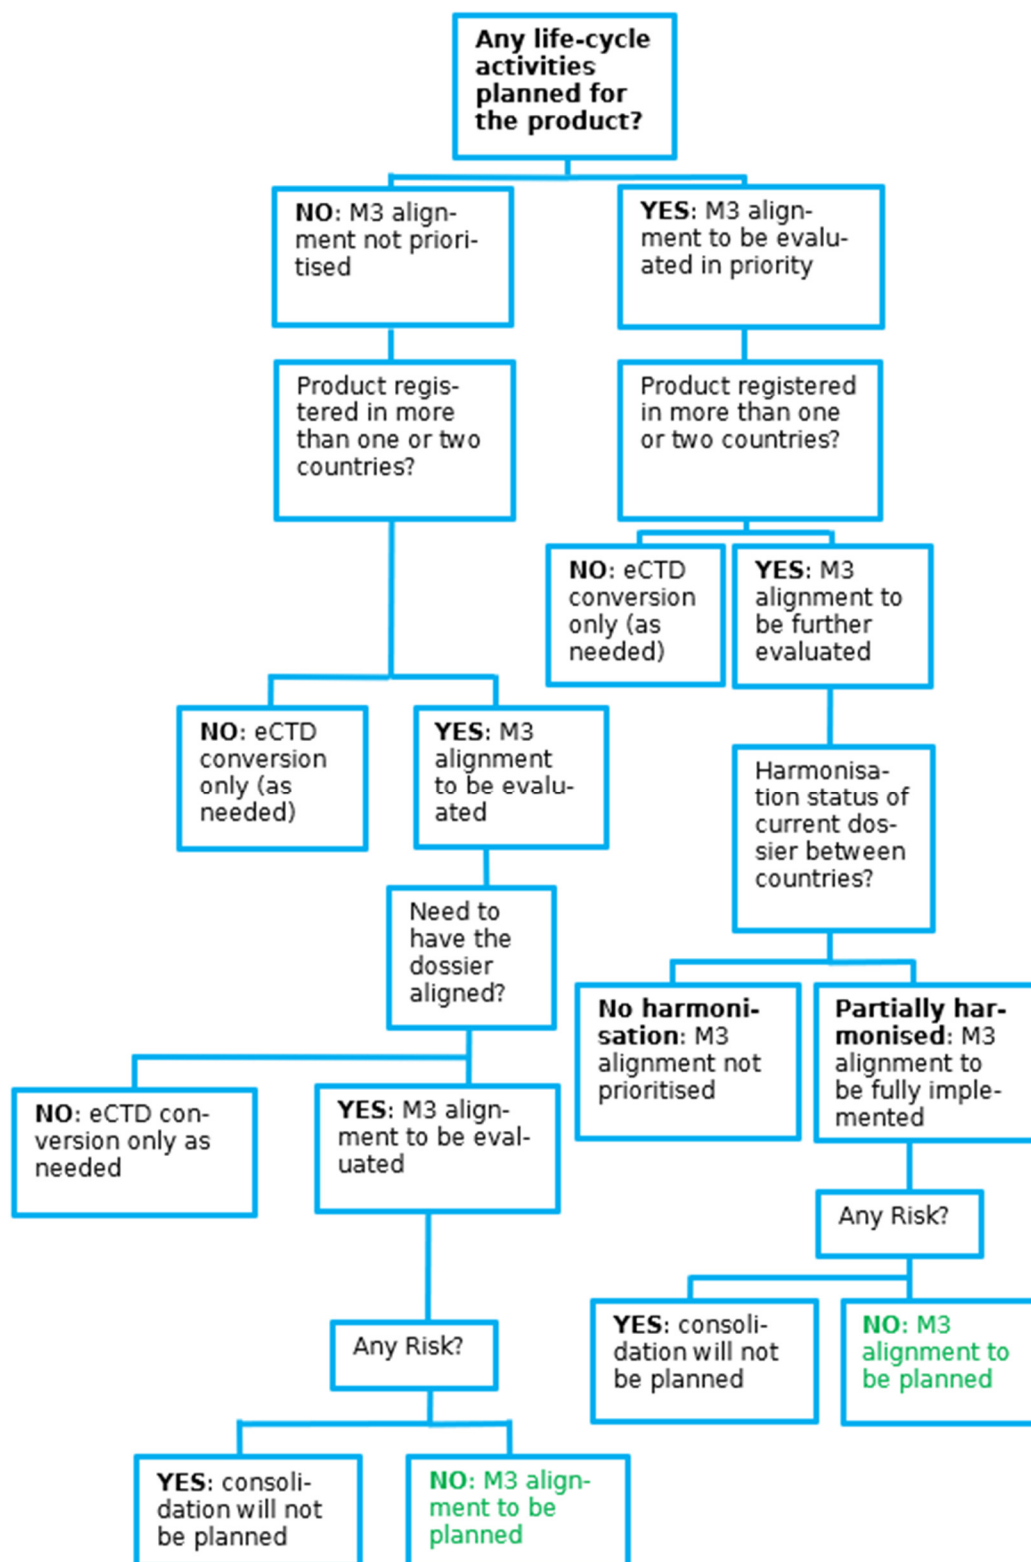 Any life-cycle
activities
planned for
the product?
NO: M3 align-
ment not priori-
tised
YES: M3 align-
ment to be evalu-
ated in priority
Product regis-
tered in more
than one or two
countries?
Product registered
in more than one
or two countries?
NO: eCTD
conversion
only (as
needed)
YES: M3
alignment to
be further
evaluated
NO: eCTD
conversion
only (as
needed)
YES: M3
alignment
to be evalu-
ated
Harmonisa-
tion status of
current dos-
sier between
countries?
Need to
have the
dossier
aligned?
No harmoni-
sation: M3
alignment not
prioritised
Partially har-
monised: M3
alignment to
be fully imple-
mented
NO: eCTD con-
version only as
needed
YES: M3 align-
ment to be eval-
uated
Any Risk?
YES: consoli-
dation will not
be planned
NO: M3
alignment to
be planned
Any Risk?
YES: consoli-
dation will not
be planned
NO: M3 align-
ment to be
planned